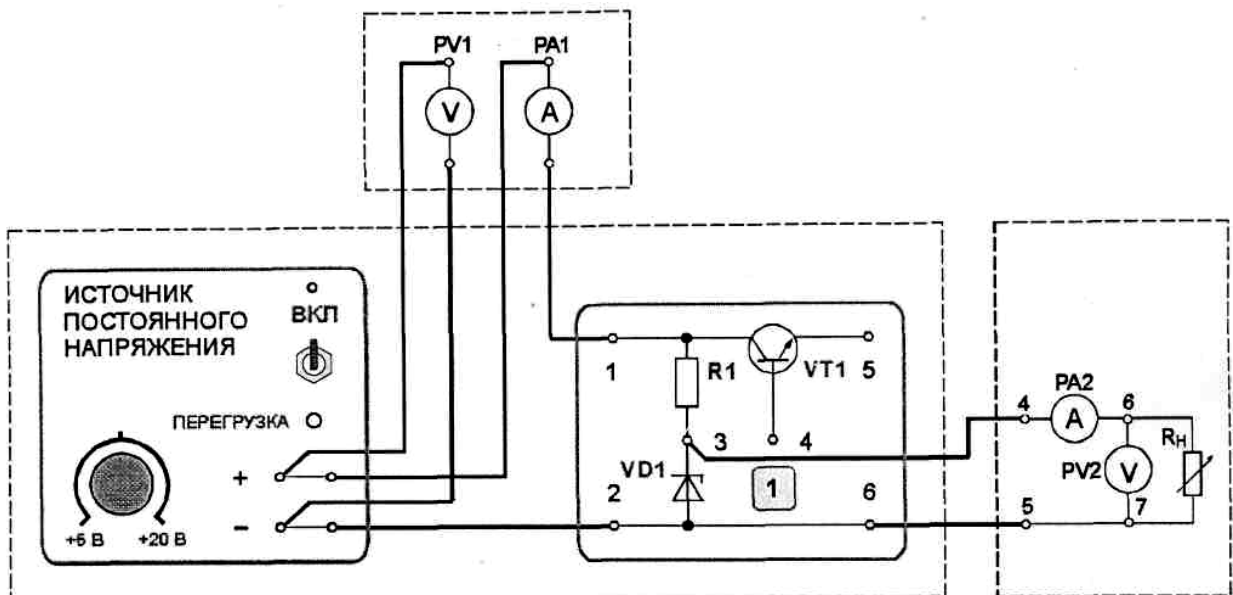 PV1
PA1
V
A
ИСТОЧНИК
ПОСТОЯННОГО
НАПРЯЖЕНИЯ
ВКЛ
ПЕРЕГРУЗКА
+
−
+5 В
+20 В
1
R1
VT1
5
3
4
VD1
1
2
6
PA2
4
A
6
RН
PV2
V
5
7